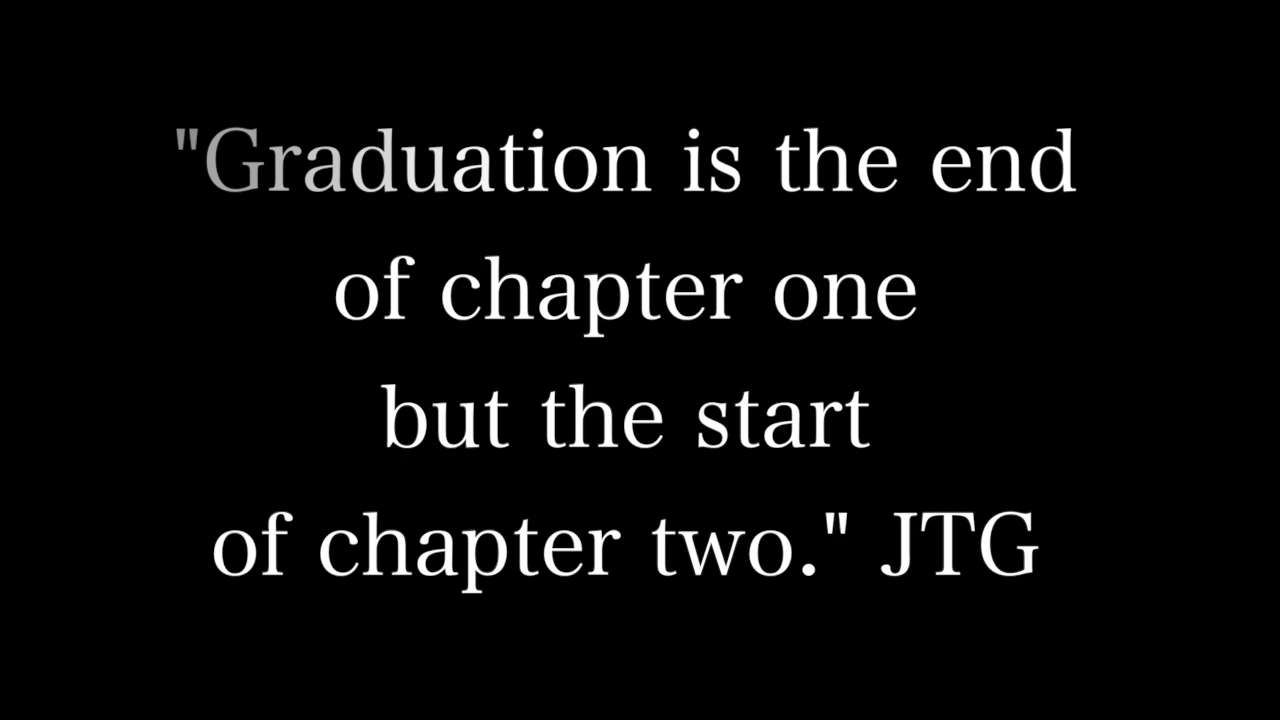 "Graduation is the end
of chapter one
but the start
of chapter two." JTG